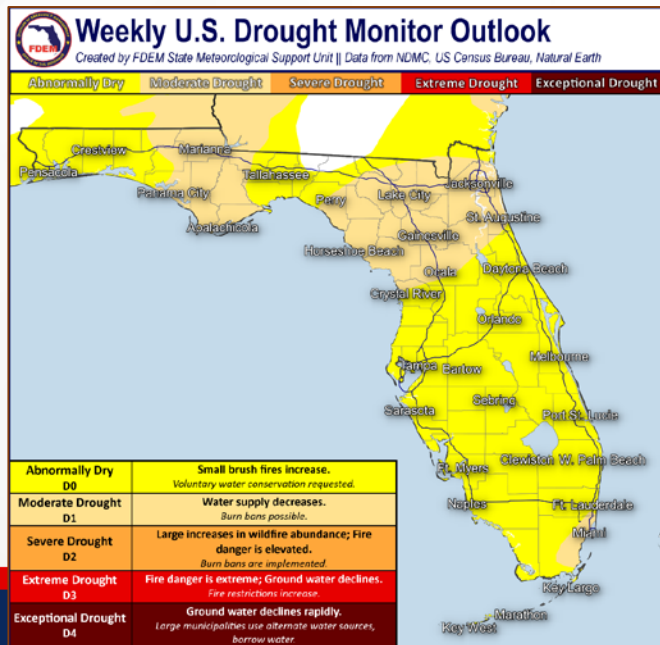 FDEM
Weekly U.S. Drought Monitor Outlook
Created by FDEM State Meteorological Support Unit || Data from NDMC, US Census Bureau, Natural Earth
Abnormally Dry Moderate Drought Severe Drought Extreme Drought Exceptional Drought
Crestview
Marianna
Pensacola
Tallahassee
Jacksonville
Panama City
Perry
Lake City
Apalachicola
St. Augustine
Gainesville
Horseshoe Beach
Ocala
Daytona Beach
Crystal River
Orlando
Melbourne
Tampa
Bartow
Sebring
Sarasota
Port St. Lucie
Clewiston
W. Palm Beach
Ft. Myers
Naples
Ft. Lauderdale
Miami
Key Largo
Marathon
Key West
Abnormally Dry
D0
Small brush fires increase.
Voluntary water conservation requested.
Moderate Drought
D1
Water supply decreases.
Burn bans possible.
Severe Drought
D2
Large increases in wildfire abundance; Fire
danger is elevated.
Burn bans are implemented.
Extreme Drought
D3
Fire danger is extreme; Ground water declines.
Fire restrictions increase.
Exceptional Drought
D4
Ground water declines rapidly.
Large municipalities use alternate water sources,
borrow water.